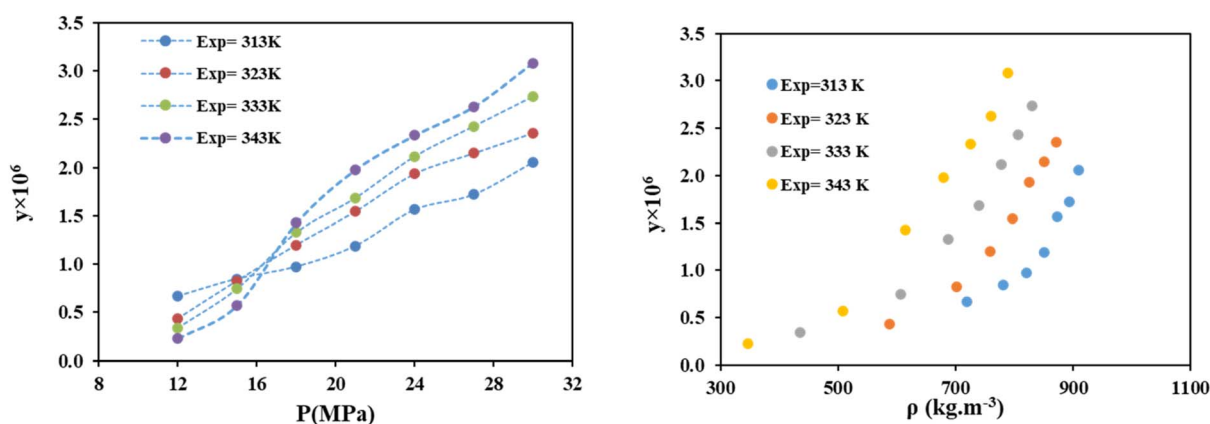 3.5
3.0
2.5
2.0
1.5
1.0
0.5
0.0
y×10⁶
Exp= 313K
Exp= 323K
Exp= 333K
Exp= 343K
8 12 16 20 24 28 32
P(MPa)
3.5
3.0
2.5
2.0
1.5
1.0
0.5
0.0
y×10⁶
Exp=313 K
Exp= 323 K
Exp= 333 K
Exp= 343 K
300 500 700 900 1100
ρ (kg.m⁻³)